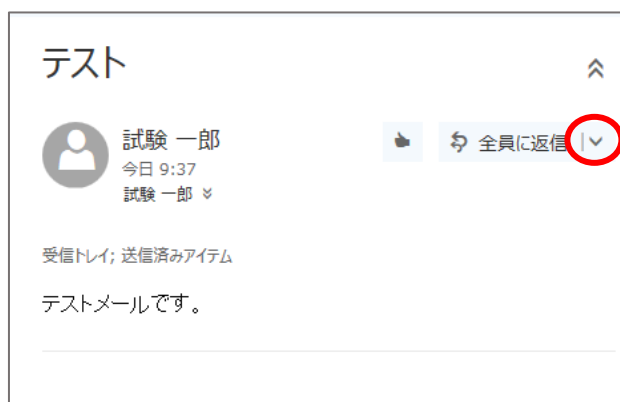 テスト
試験 一郎
全員に返信
今日 9:37
試験 一郎
受信トレイ; 送信済みアイテム
テストメールです。